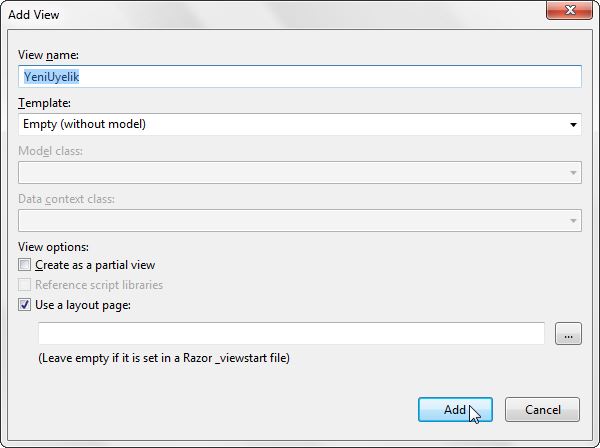 Add View
View name:
YeniUyelik
Template:
Empty (without model)
Model class:
Data context class:
View options:
Create as a partial view
Reference script libraries
Use a layout page:
...
(Leave empty if it is set in a Razor _viewstart file)
Add
Cancel